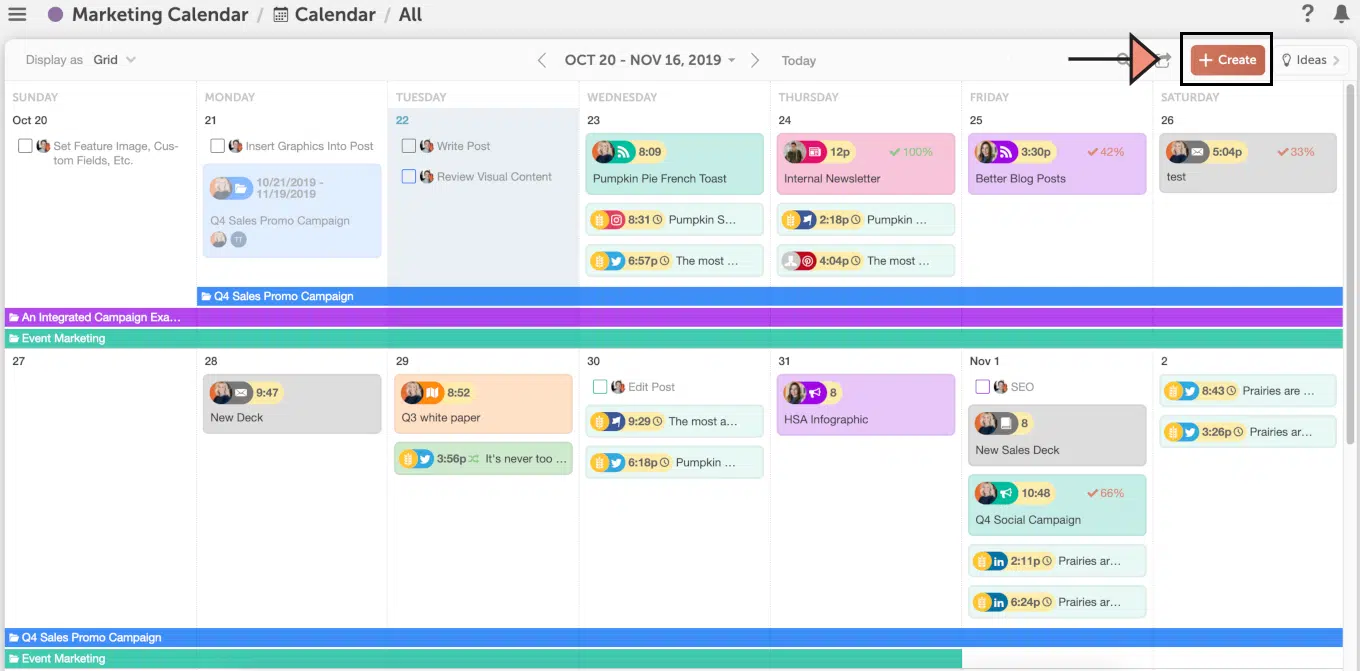 Marketing Calendar / Calendar / All ?
Display as Grid OCT 20 - NOV 16, 2019 Today + Create Ideas
SUNDAY MONDAY TUESDAY WEDNESDAY THURSDAY FRIDAY SATURDAY
Oct 20 21 22 23 24 25 26
Set Feature Image, Cus-
tom Fields, Etc.
Insert Graphics Into Post
10/21/2019 -
11/19/2019
Q4 Sales Promo Campaign
TT
Write Post
Review Visual Content
8:09
Pumpkin Pie French Toast
8:31 Pumpkin S…
6:57p The most …
12p 100%
Internal Newsletter
2:18p Pumpkin …
4:04p The most …
3:30p 42%
Better Blog Posts
5:04p 33%
test
Q4 Sales Promo Campaign
An Integrated Campaign Exa…
Event Marketing
27 28 29 30 31 Nov 1 2
9:47
New Deck
8:52
Q3 white paper
3:56p It's never too …
Edit Post
9:29 The most a…
6:18p Pumpkin …
8
HSA Infographic
SEO
8
New Sales Deck
10:48 66%
Q4 Social Campaign
in 2:11p Prairies ar…
in 6:24p Prairies ar…
8:43 Prairies are …
3:26p Prairies ar…
Q4 Sales Promo Campaign
Event Marketing